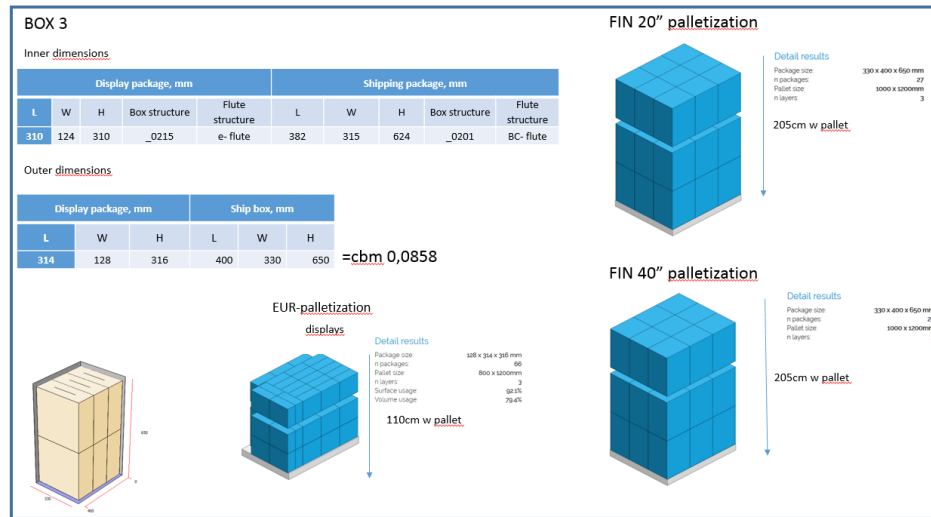 BOX 3
Inner dimensions
Display package, mm Shipping package, mm
L W H Box structure Flute structure L W H Box structure Flute structure
310 124 310 _0215 e- flute 382 315 624 _0201 BC- flute
Outer dimensions
Display package, mm Ship box, mm
L W H L W H
314 128 316 400 330 650
=cbm 0,0858
EUR-palletization
displays
Detail results
Package size: 128 x 314 x 316 mm
n packages: 66
Pallet size: 800 x 1200mm
n layers: 3
Surface usage: 92.1%
Volume usage: 79.4%
110cm w pallet
FIN 20” palletization
Detail results
Package size: 330 x 400 x 650 mm
n packages: 27
Pallet size: 1000 x 1200mm
n layers: 3
205cm w pallet
FIN 40” palletization
Detail results
Package size: 330 x 400 x 650 mm
n packages: 2
Pallet size: 1000 x 1200mm
n layers:
205cm w pallet